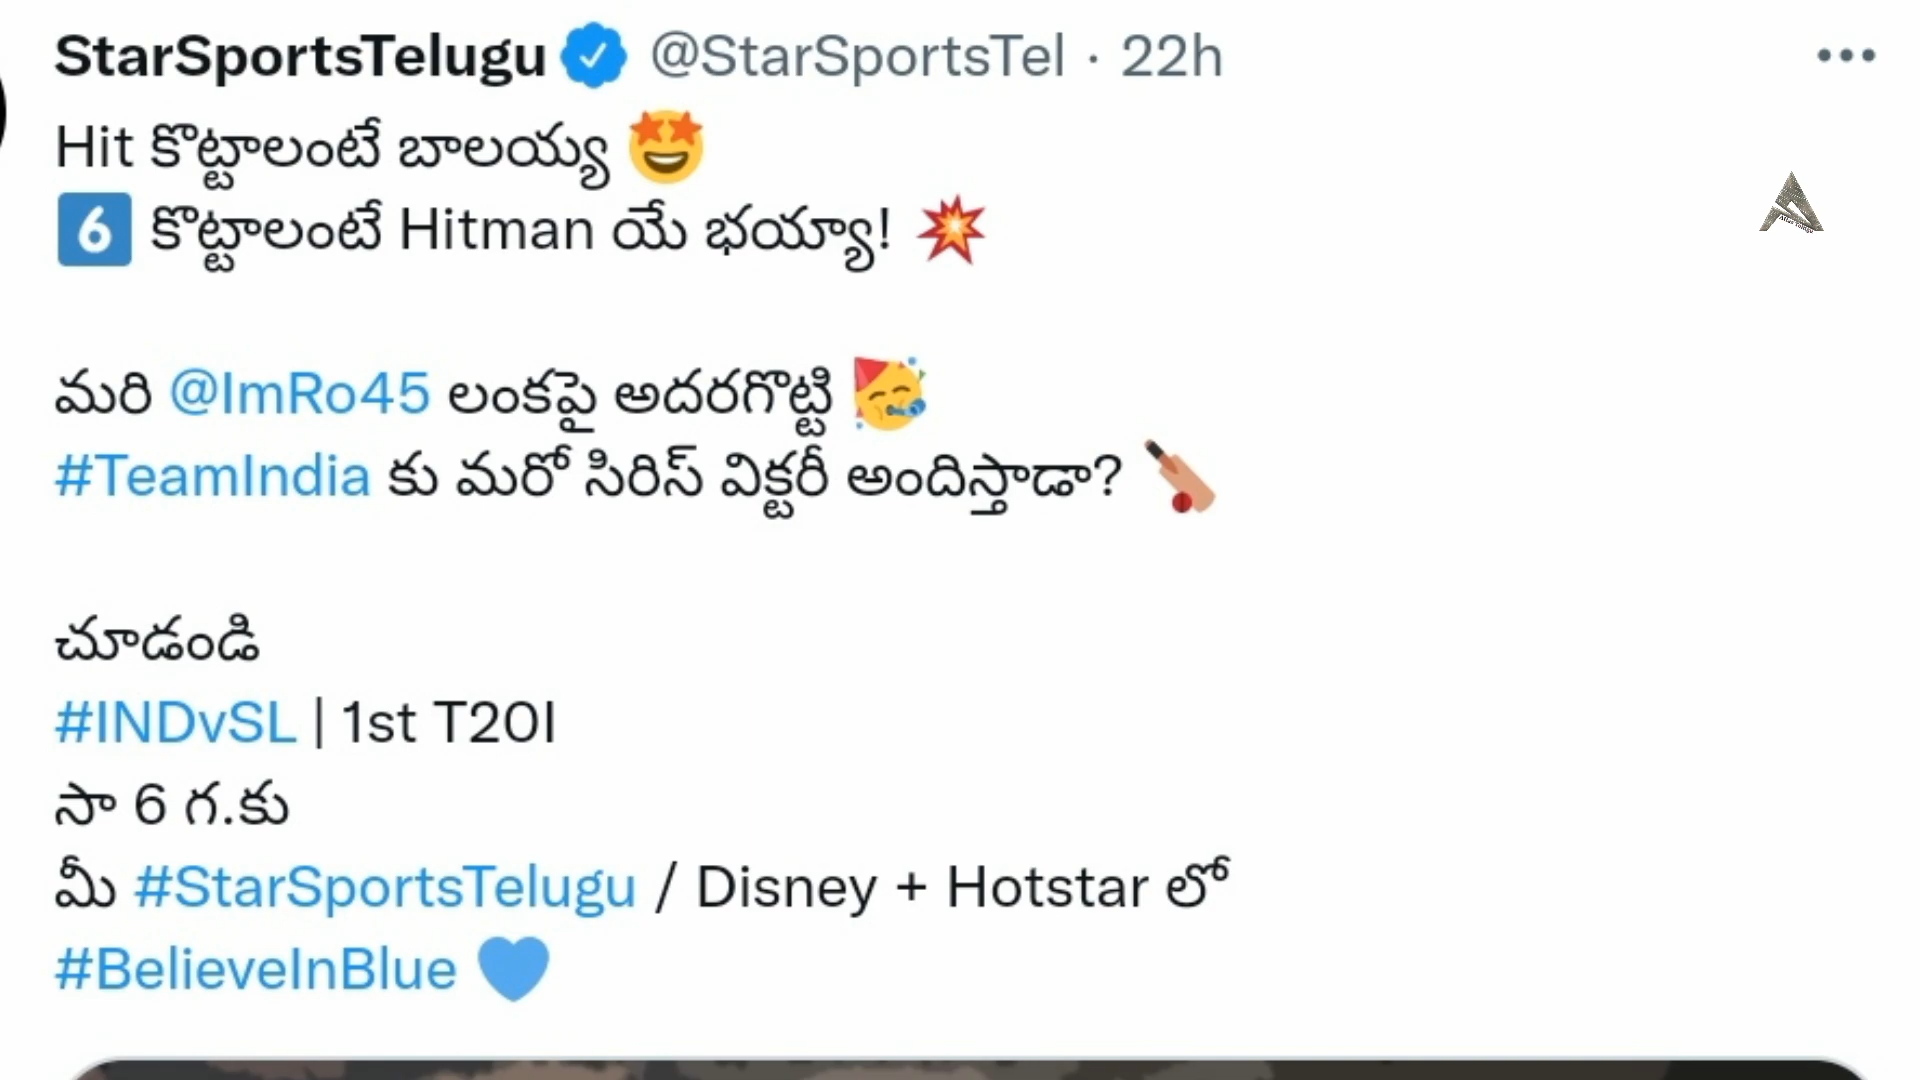 StarSportsTelugu @StarSportsTel · 22h
Hit కొట్టాలంటే బాలయ్య 🤩
6️⃣ కొట్టాలంటే Hitman యే భయ్యా! 💥
మరి @ImRo45 లంకపై అదరగొట్టి 🥳
#TeamIndia కు మరో సిరిస్ విక్టరీ అందిస్తాడా? 🏏
చూడండి
#INDvSL | 1st T20I
సా 6 గ.కు
మీ #StarSportsTelugu / Disney + Hotstar లో
#BelieveInBlue 💙